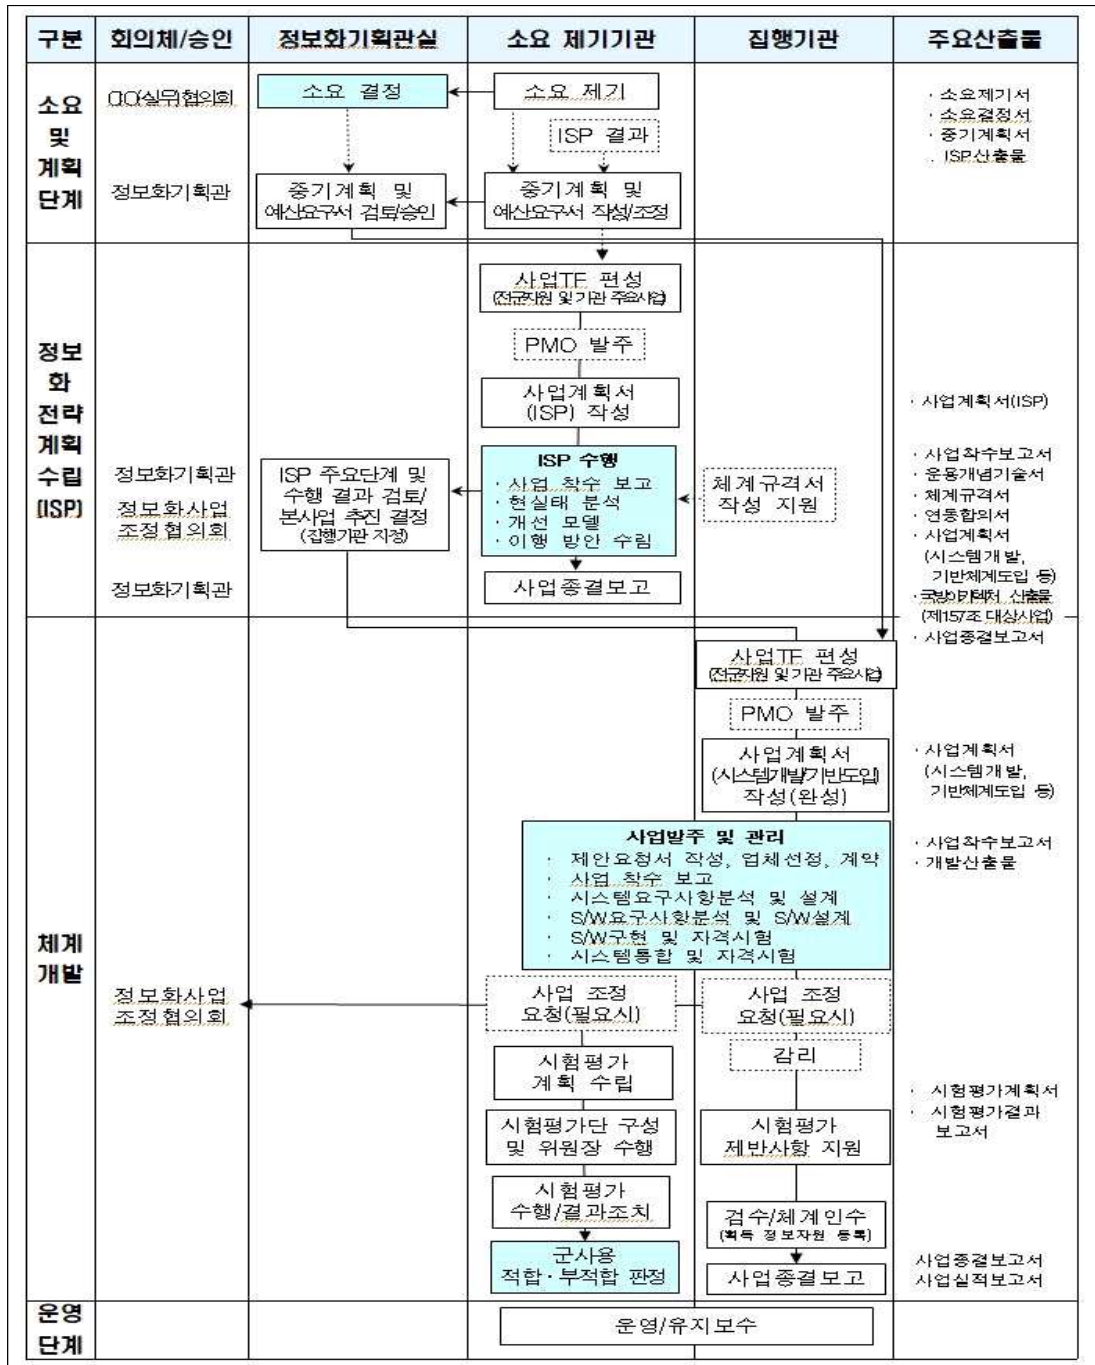 구분 회의체/승인 정보화기획관실 소요 제기기관 집행기관 주요산출물
소요
및
계획
단계
CIO(실무)협의회
정보화기획관
소요 결정
소요 제기
ISP 결과
중기계획 및
예산요구서 검토/승인
중기계획 및
예산요구서 작성/조정
· 소요제기서
· 소요결정서
· 중기계획서
.. ISP산출물
정보
화
전략
계획
수립
(ISP)
정보화기획관
정보화사업
조정협의회
정보화기획관
ISP 주요단계 및
수행 결과 검토/
본사업 추진 결정
(집행기관 지정)
사업TF 편성
(전군지원 및 기관 주요사업)
PMO 발주
사업계획서
(ISP) 작성
ISP 수행
· 사업 착수 보고
· 현실태 분석
· 개선 모델
· 이행 방안 수립
사업종결보고
체계규격서
작성 지원
· 사업계획서(ISP)
· 사업착수보고서
· 운용개념기술서
· 체계규격서
· 연동합의서
· 사업계획서
(시스템개발,
기반체계도입 등)
· 국방아키텍처 산출물
(제157조 대상사업)
· 사업종결보고서
체계
개발
정보화사업
조정협의회
사업TF 편성
(전군지원 및 기관 주요사업)
PMO 발주
사업계획서
(시스템개발/기반도입)
작성(완성)
사업발주 및 관리
· 제안요청서 작성, 업체선정, 계약
· 사업 착수 보고
· 시스템요구사항분석 및 설계
· S/W요구사항분석 및 S/W설계
· S/W구현 및 자격시험
· 시스템통합 및 자격시험
사업 조정
요청(필요시)
사업 조정
요청(필요시)
시험평가
계획 수립
감리
시험평가단 구성
및 위원장 수행
시험평가
제반사항 지원
시험평가
수행/결과조치
검수/체계인수
(획득 정보자원 등록)
군사용
적합·부적합 판정
사업종결보고
· 사업계획서
(시스템개발,
기반체계도입 등)
· 사업착수보고서
· 개발산출물
· 시험평가계획서
· 시험평가결과
보고서
사업종결보고서
사업실적보고서
운영
단계
운영/유지보수